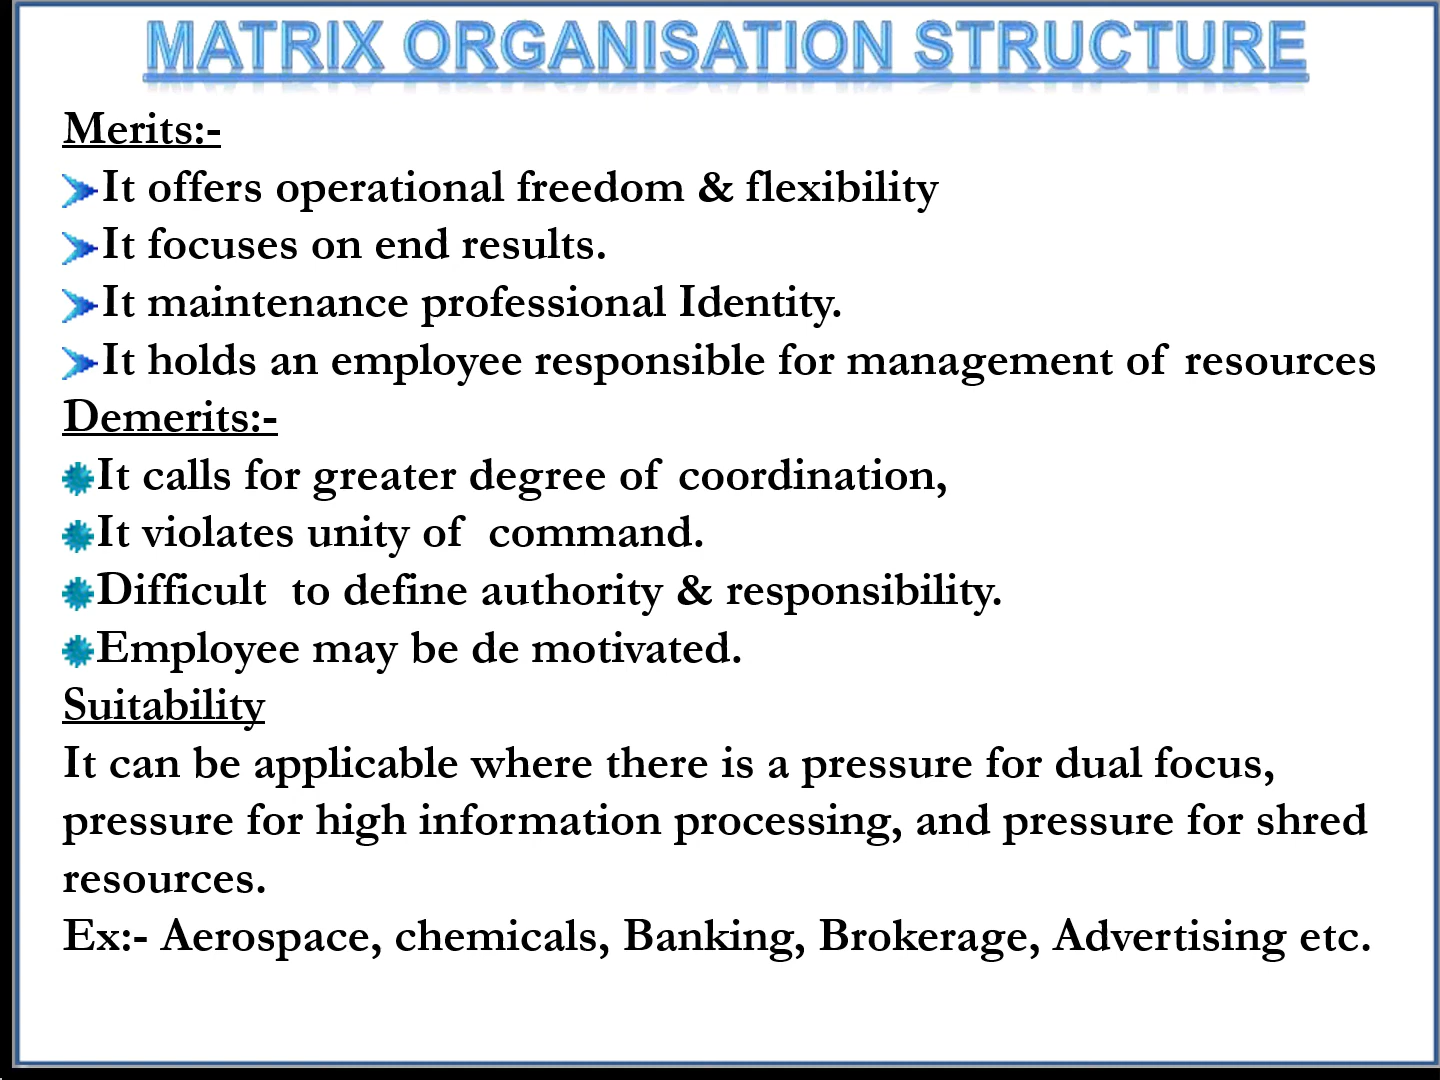 MATRIX ORGANISATION STRUCTURE
Merits:-
It offers operational freedom & flexibility
It focuses on end results.
It maintenance professional Identity.
It holds an employee responsible for management of resources
Demerits:-
It calls for greater degree of coordination,
It violates unity of command.
Difficult to define authority & responsibility.
Employee may be de motivated.
Suitability
It can be applicable where there is a pressure for dual focus,
pressure for high information processing, and pressure for shred
resources.
Ex:- Aerospace, chemicals, Banking, Brokerage, Advertising etc.